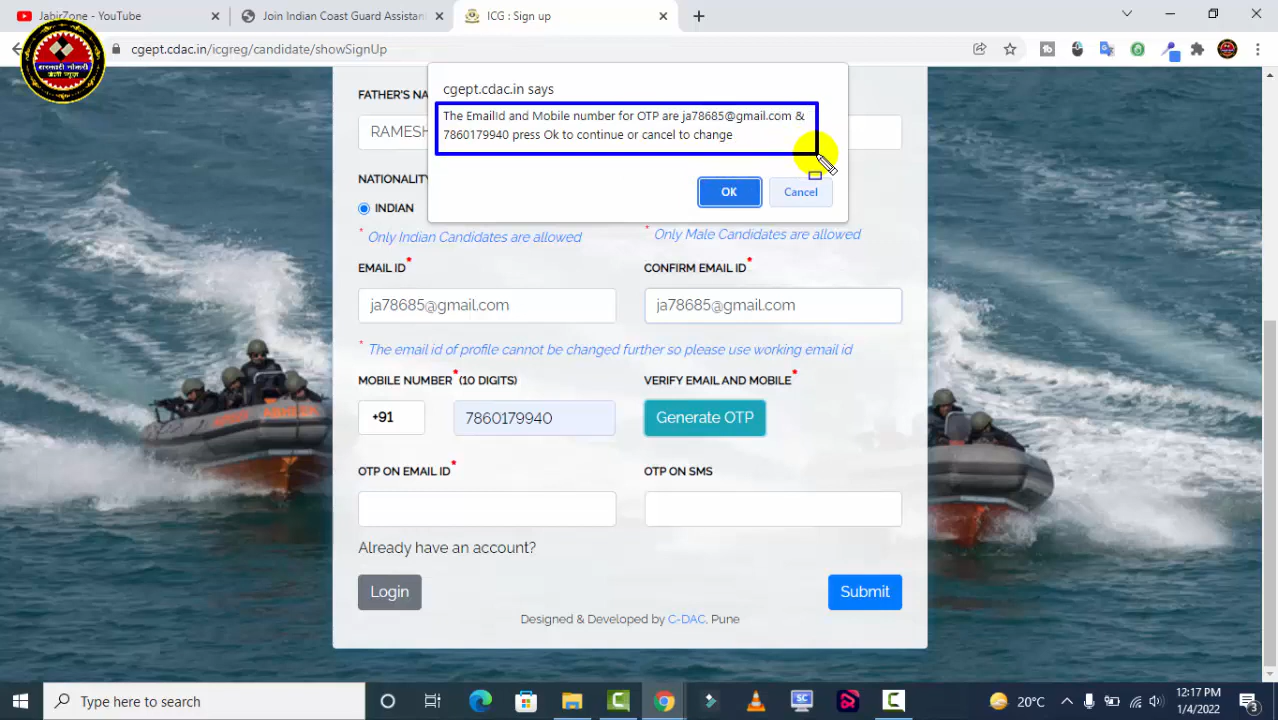 JabirZone - YouTube
Join Indian Coast Guard Assistan
ICG : Sign up
cgept.cdac.in/icgreg/candidate/showSignUp
सरकारी नोकरी
डेली न्यूज़
cgept.cdac.in says
The EmailId and Mobile number for OTP are ja78685@gmail.com &
7860179940 press Ok to continue or cancel to change
OK
Cancel
FATHER'S NA
RAMESH
NATIONALITY
INDIAN
* Only Indian Candidates are allowed
* Only Male Candidates are allowed
EMAIL ID*
CONFIRM EMAIL ID*
ja78685@gmail.com
ja78685@gmail.com
* The email id of profile cannot be changed further so please use working email id
MOBILE NUMBER* (10 DIGITS)
VERIFY EMAIL AND MOBILE*
+91
7860179940
Generate OTP
OTP ON EMAIL ID*
OTP ON SMS
Already have an account?
Login
Submit
Designed & Developed by C-DAC, Pune
Type here to search
SC
20°C
12:17 PM
1/4/2022
3